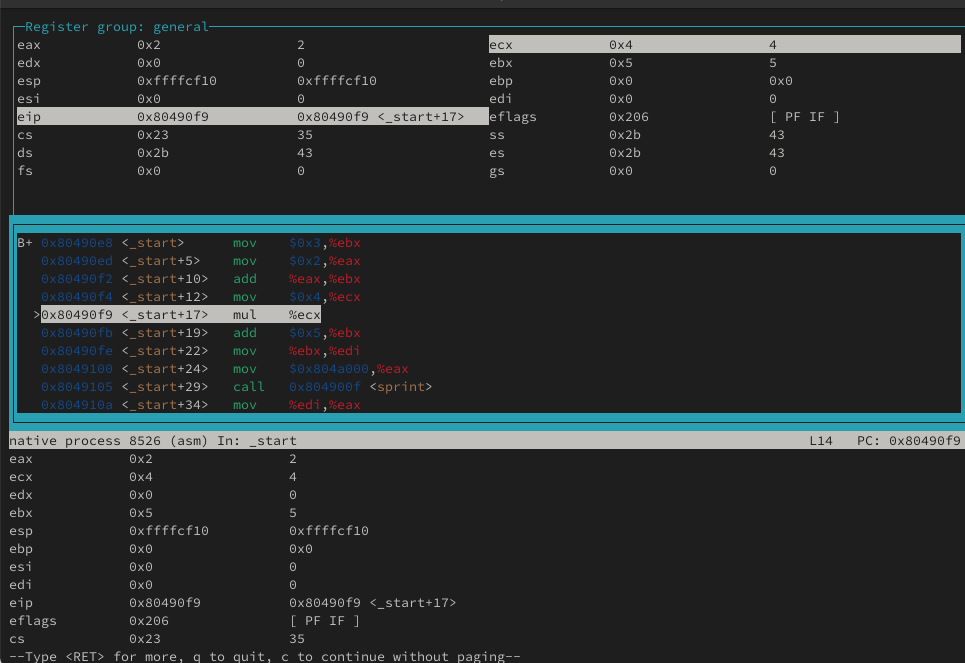 Register group: general
eax 0x2 2 ecx 0x4 4
edx 0x0 0 ebx 0x5 5
esp 0xffffcf10 0xffffcf10 ebp 0x0 0x0
esi 0x0 0 edi 0x0 0
eip 0x80490f9 0x80490f9 <_start+17> eflags 0x206 [ PF IF ]
cs 0x23 35 ss 0x2b 43
ds 0x2b 43 es 0x2b 43
fs 0x0 0 gs 0x0 0
B+ 0x80490e8 <_start> mov $0x3,%ebx
0x80490ed <_start+5> mov $0x2,%eax
0x80490f2 <_start+10> add %eax,%ebx
0x80490f4 <_start+12> mov $0x4,%ecx
>0x80490f9 <_start+17> mul %ecx
0x80490fb <_start+19> add $0x5,%ebx
0x80490fe <_start+22> mov %ebx,%edi
0x8049100 <_start+24> mov $0x804a000,%eax
0x8049105 <_start+29> call 0x804900f <sprint>
0x804910a <_start+34> mov %edi,%eax
native process 8526 (asm) In: _start L14 PC: 0x80490f9
eax 0x2 2
ecx 0x4 4
edx 0x0 0
ebx 0x5 5
esp 0xffffcf10 0xffffcf10
ebp 0x0 0x0
esi 0x0 0
edi 0x0 0
eip 0x80490f9 0x80490f9 <_start+17>
eflags 0x206 [ PF IF ]
cs 0x23 35
--Type <RET> for more, q to quit, c to continue without paging--